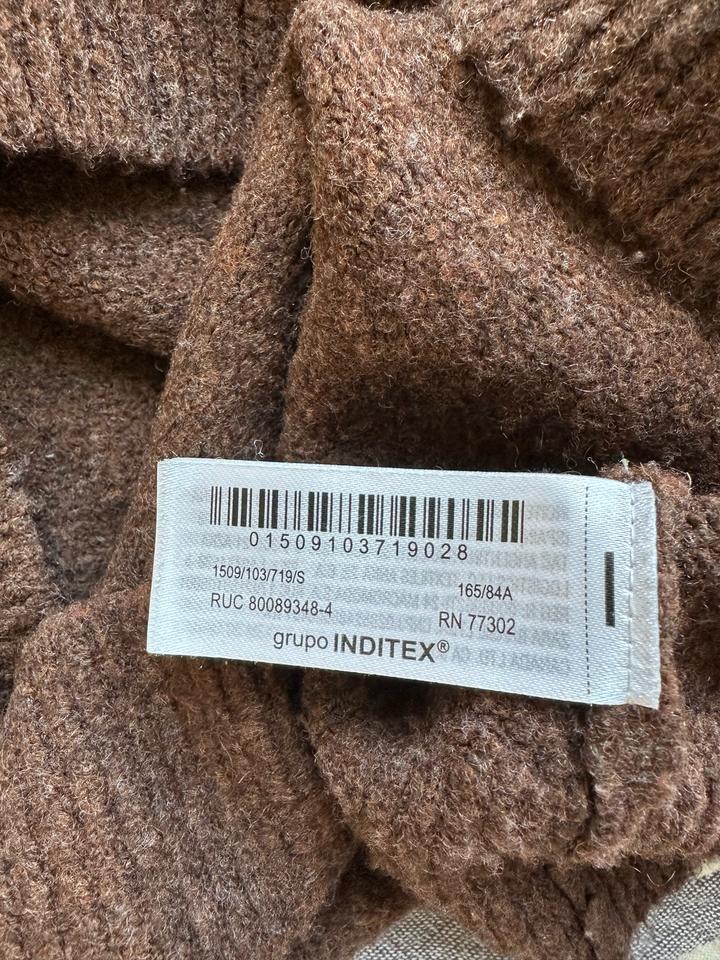 01509103719028
1509/103/719/S
165/84A
RUC 80089348-4
RN 77302
grupo INDITEX®